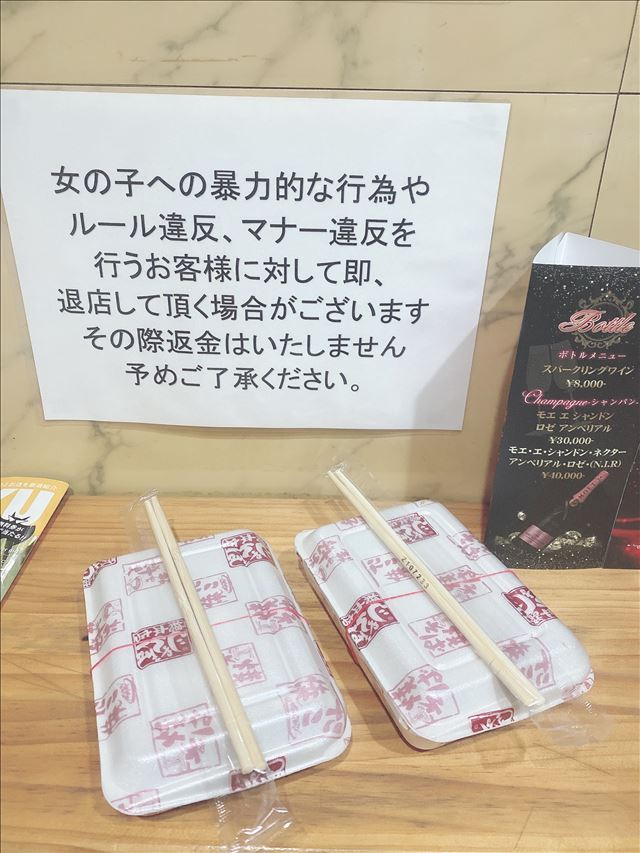 女の子への暴力的な行為や
ルール違反、マナー違反を
行うお客様に対して即、
退店して頂く場合がございます
その際返金はいたしません
予めご了承ください。
Bottle
ボトルメニュー
スパークリングワイン
¥8,000-
Champagne-シャンパン-
モエ エ シャンドン
ロゼ アンペリアル
¥30,000-
モエ・エ・シャンドン・ネクター
アンペリアル・ロゼ・(N.I.R)
¥40,000-